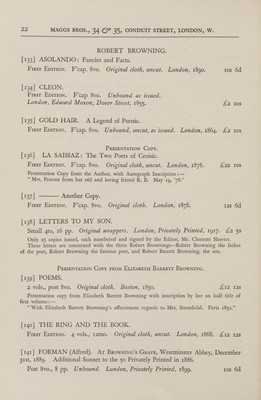 22 MAGGS BROS., 34 & 35, CONDUIT STREET, LONDON, W.
ROBERT BROWNING.
[133] ASOLANDO: Fancies and Facts.
FIRST EDITION. F'cap 8vo. Original cloth, uncut. London, 1890. 10s 6d
[134] CLEON.
FIRST EDITION. F'cap 8vo. Unbound as issued.
London, Edward Moxon, Dover Street, 1855. £2 10s
[135] GOLD HAIR. A Legend of Pornic.
FIRST EDITION. F'cap 8vo. Unbound, uncut, as issued. London, 1864. £2 10s
PRESENTATION COPY.
[136] LA SAISIAZ: The Two Poets of Croisic.
FIRST EDITION. F'cap 8vo. Original cloth, uncut. London, 1878. £22 10s
Presentation Copy from the Author, with Autograph Inscription:—
"Mrs. Procter from her old and loving friend R. B. May 19, '78."
[137] ——— Another Copy.
FIRST EDITION. F'cap 8vo. Original cloth. London, 1878. 12s 6d
[138] LETTERS TO MY SON.
Small 4to, 16 pp. Original wrappers. London, Privately Printed, 1917. £2 5s
Only 25 copies issued, each numbered and signed by the Editor, Mr. Clement Shorter.
These letters are concerned with the three Robert Brownings—Robert Browning the father
of the poet, Robert Browning the famous poet, and Robert Barrett Browning, the son.
PRESENTATION COPY FROM ELIZABETH BARRETT BROWNING.
[139] POEMS.
2 vols., post 8vo. Original cloth. Boston, 1850. £12 12s
Presentation copy from Elizabeth Barrett Browning with inscription by her on half title of
first volume:—
"With Elizabeth Barrett Browning's affectionate regards to Mrs. Streatfeild. Paris 1852."
[140] THE RING AND THE BOOK.
FIRST EDITION. 4 vols., 12mo. Original cloth, uncut. London, 1868. £12 12s
[141] FORMAN (Alfred). AT BROWNING'S GRAVE, Westminster Abbey, December
31st, 1889. Additional Sonnet to the 50 Privately Printed in 1886.
Post 8vo., 8 pp. Unbound. London, Privately Printed, 1899. 10s 6d